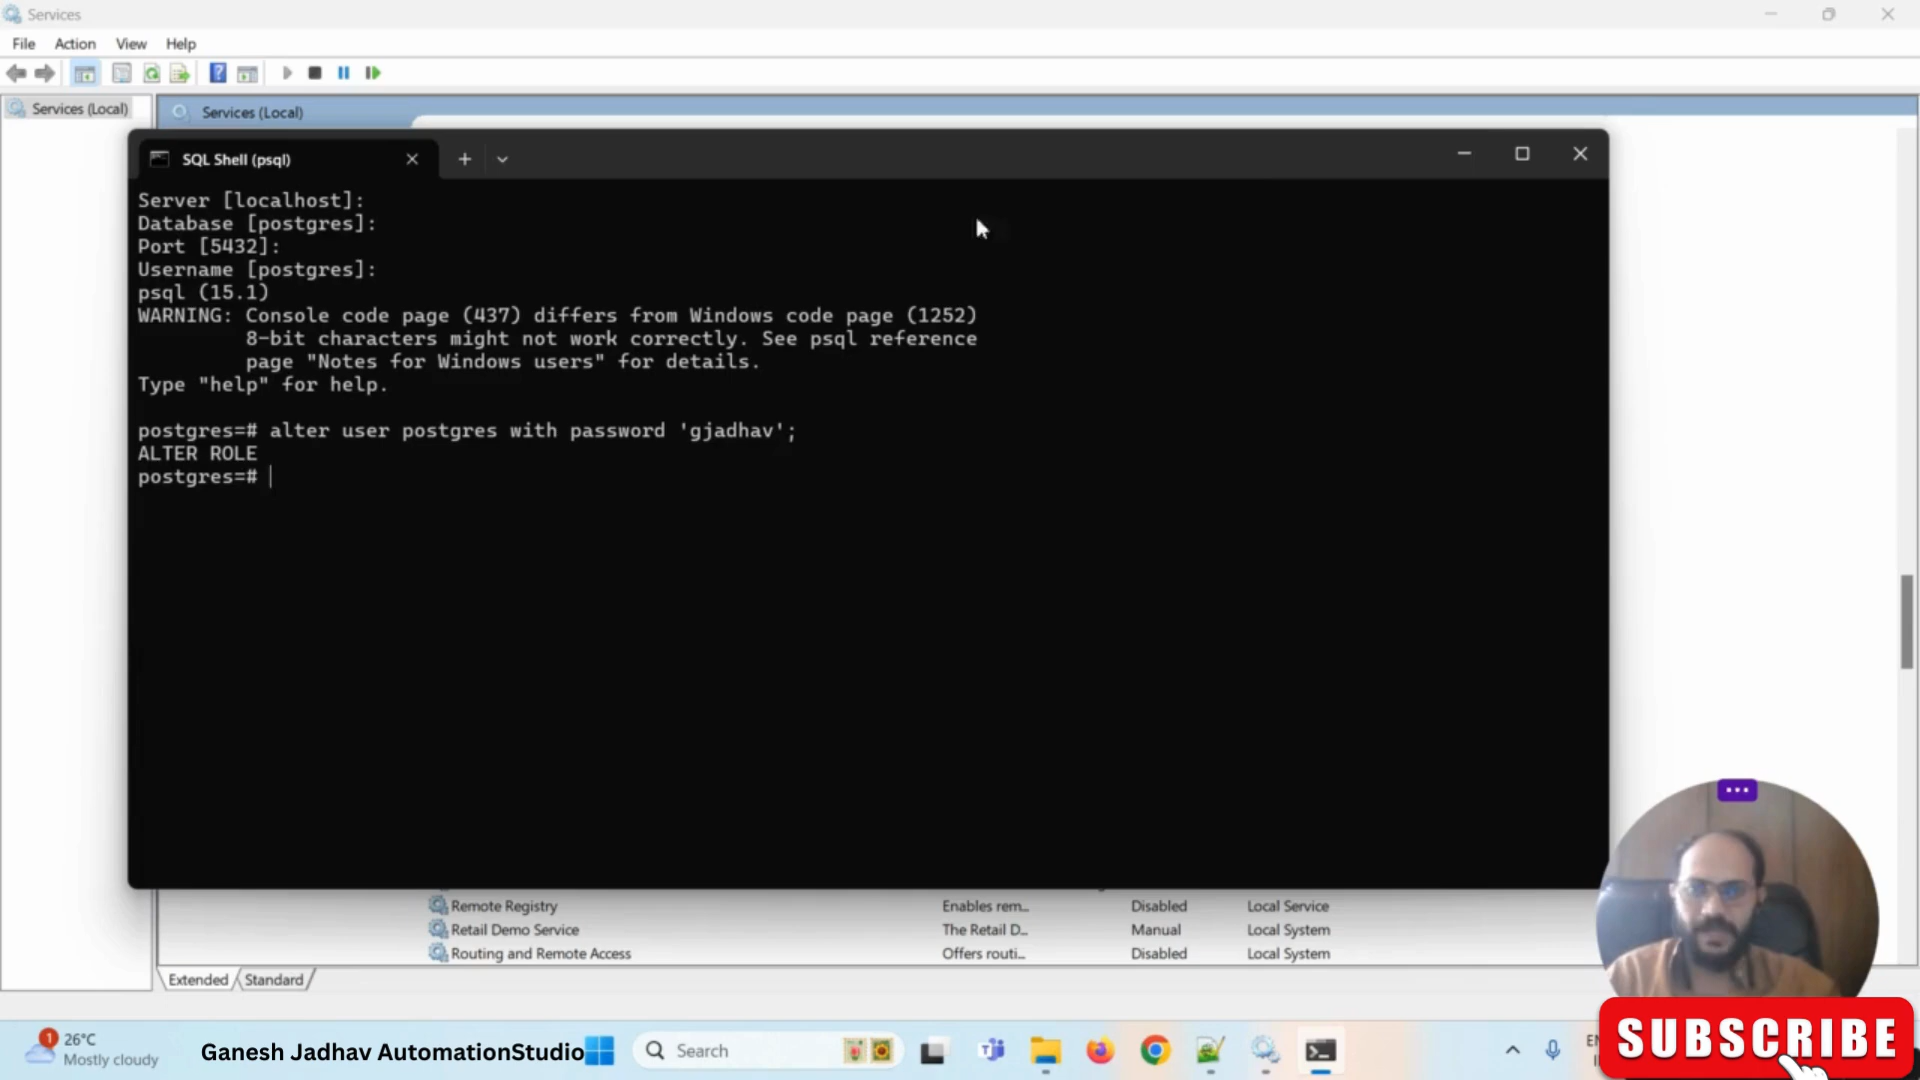 Services
File Action View Help
Services (Local)
Services (Local)
SQL Shell (psql)
Server [localhost]:
Database [postgres]:
Port [5432]:
Username [postgres]:
psql (15.1)
WARNING: Console code page (437) differs from Windows code page (1252)
8-bit characters might not work correctly. See psql reference
page "Notes for Windows users" for details.
Type "help" for help.
postgres=# alter user postgres with password 'gjadhav';
ALTER ROLE
postgres=#
Remote Registry Enables rem... Disabled Local Service
Retail Demo Service The Retail D... Manual Local System
Routing and Remote Access Offers routi... Disabled Local System
Extended Standard
1
26°C
Mostly cloudy
Ganesh Jadhav AutomationStudio
Search
SUBSCRIBE